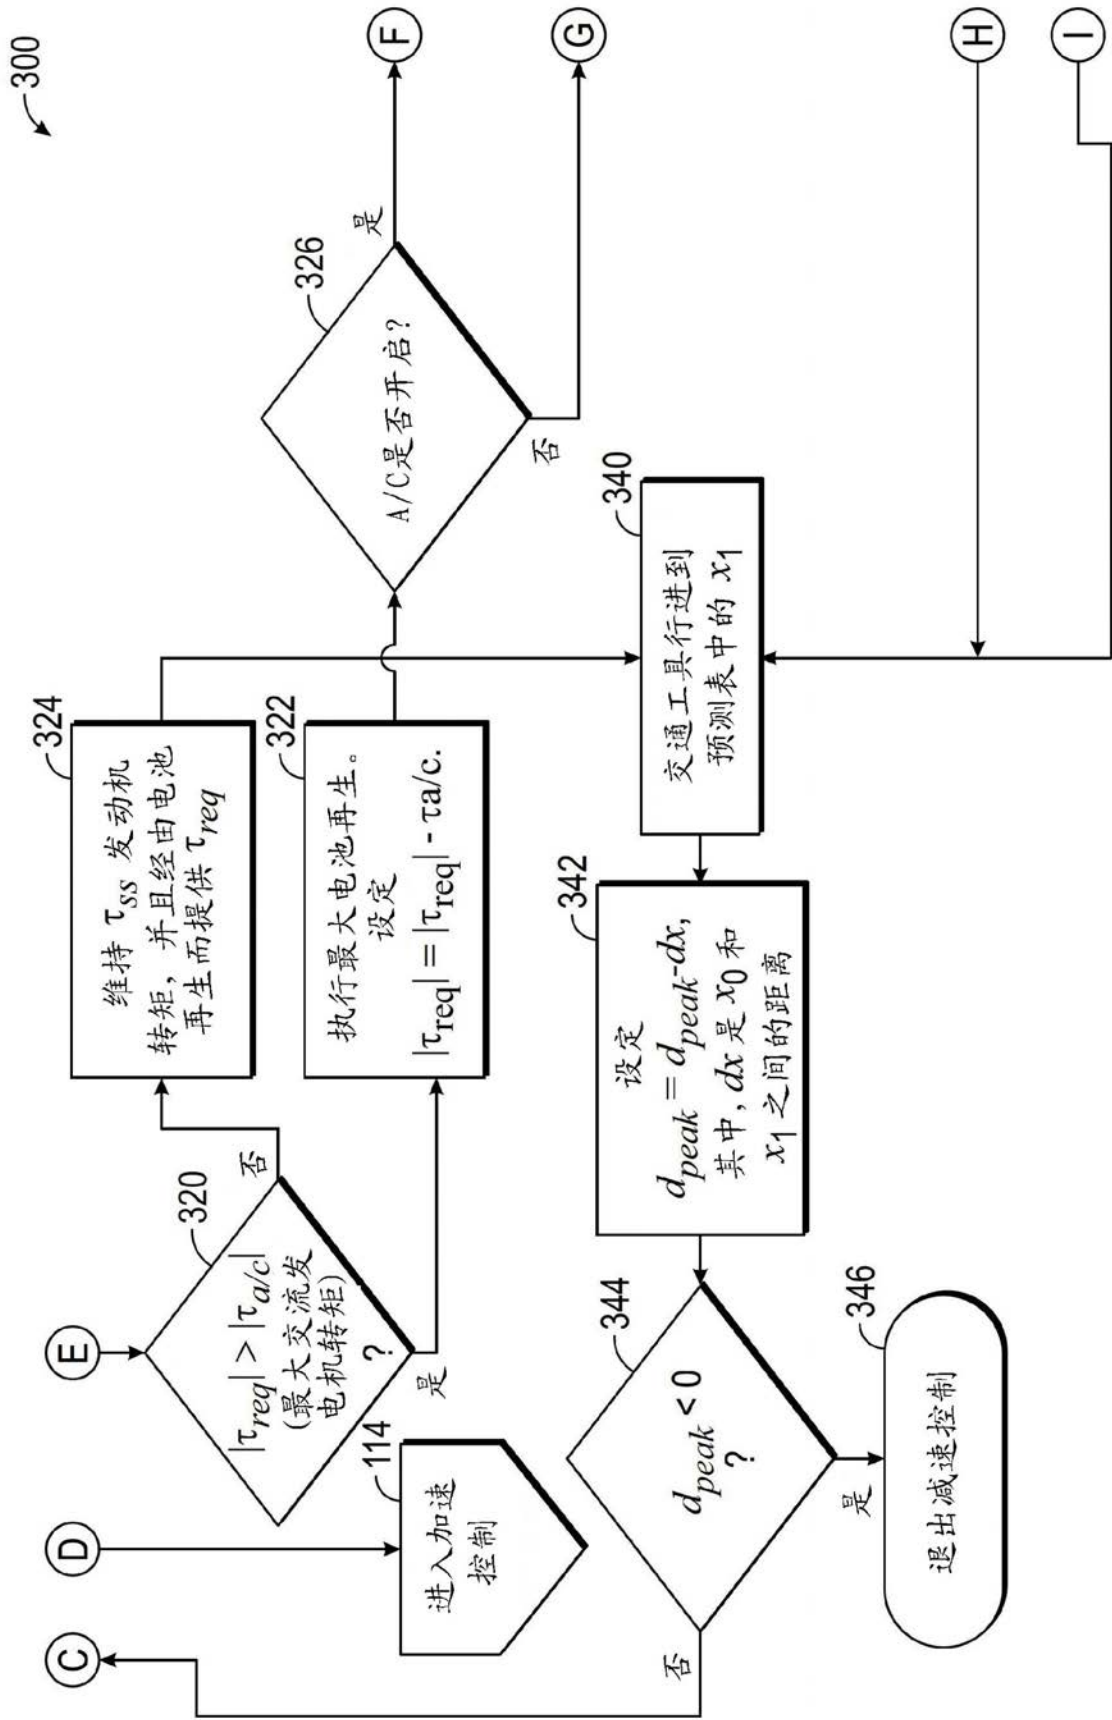 300
C
D
E
320
|τreq| > |τa/c|
(最大交流发
电机转矩)
?
否
是
324
维持 τss 发动机
转矩，并且经由电池
再生而提供 τreq
322
执行最大电池再生。
设定
|τreq| = |τreq| - τa/c.
326
A/C是否开启?
是
否
F
G
114
进入加速
控制
344
dpeak < 0
?
否
是
342
设定
dpeak = dpeak-dx,
其中, dx 是 x0 和
x1 之间的距离
340
交通工具行进到
预测表中的 x1
H
I
346
退出减速控制